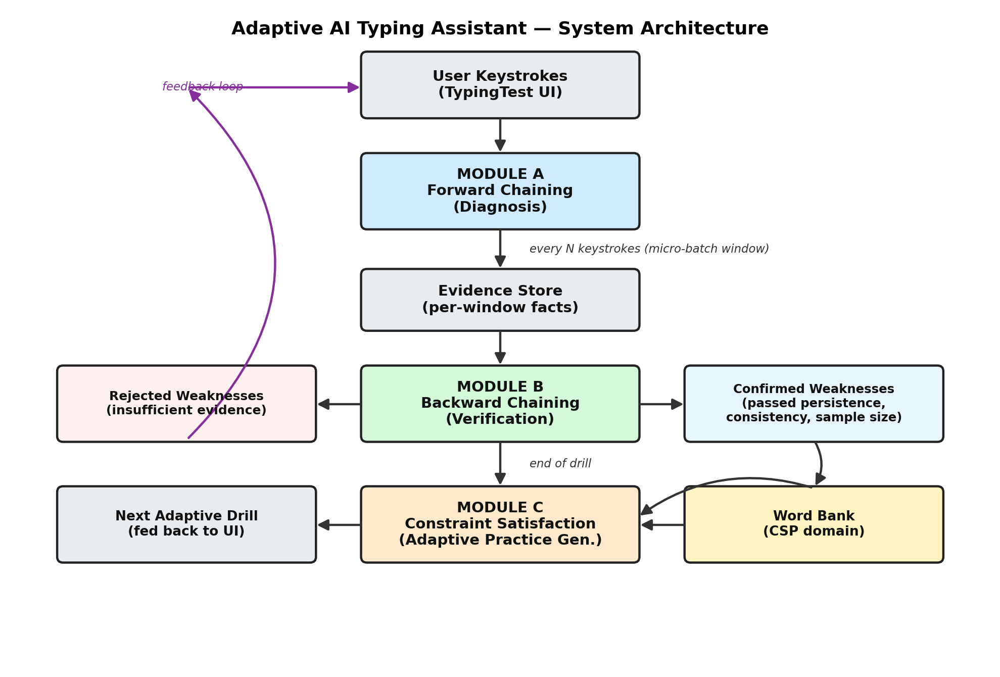 Adaptive AI Typing Assistant — System Architecture
feedback loop
User Keystrokes
(TypingTest UI)
MODULE A
Forward Chaining
(Diagnosis)
every N keystrokes (micro-batch window)
Evidence Store
(per-window facts)
Rejected Weaknesses
(insufficient evidence)
MODULE B
Backward Chaining
(Verification)
Confirmed Weaknesses
(passed persistence,
consistency, sample size)
end of drill
Next Adaptive Drill
(fed back to UI)
MODULE C
Constraint Satisfaction
(Adaptive Practice Gen.)
Word Bank
(CSP domain)